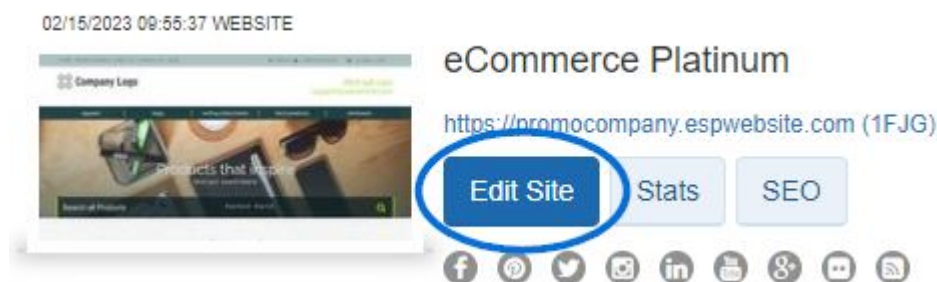 02/15/2023 09:55:37 WEBSITE
Company Logo
Products that inspire
Search all Products
eCommerce Platinum
https://promocompany.espwebsite.com (1FJG)
Edit Site
Stats
SEO